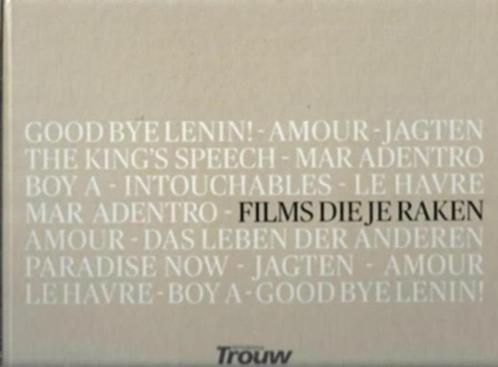 GOOD BYE LENIN! - AMOUR - JAGTEN
THE KING'S SPEECH - MAR ADENTRO
BOY A - INTOUCHABLES - LE HAVRE
MAR ADENTRO - FILMS DIE JE RAKEN
AMOUR - DAS LEBEN DER ANDEREN
PARADISE NOW - JAGTEN - AMOUR
LE HAVRE - BOY A - GOOD BYE LENIN!
Trouw